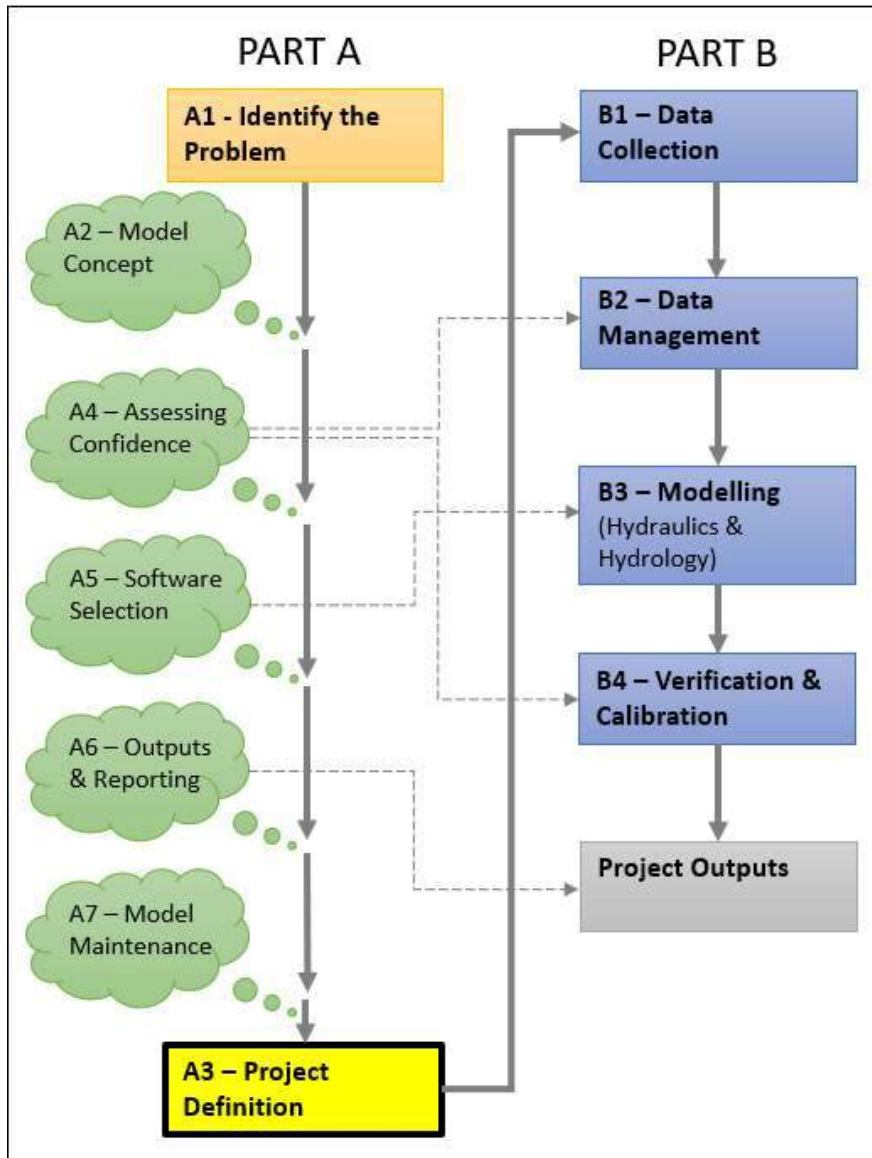 PART A
A1 - Identify the
Problem
A2 – Model
Concept
A4 – Assessing
Confidence
A5 – Software
Selection
A6 – Outputs
& Reporting
A7 – Model
Maintenance
A3 – Project
Definition
PART B
B1 – Data
Collection
B2 – Data
Management
B3 – Modelling
(Hydraulics &
Hydrology)
B4 – Verification &
Calibration
Project Outputs